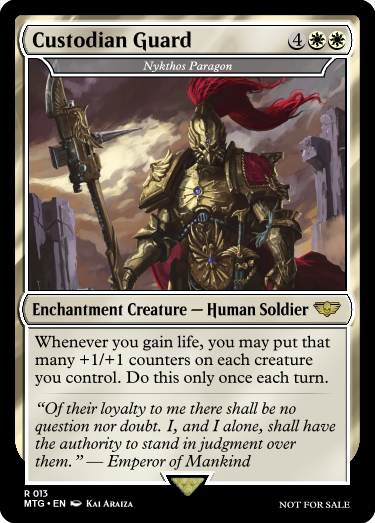 Custodian Guard 4
Nykthos Paragon
Enchantment Creature — Human Soldier
Whenever you gain life, you may put that
many +1/+1 counters on each creature
you control. Do this only once each turn.
“Of their loyalty to me there shall be no
question nor doubt. I, and I alone, shall have
the authority to stand in judgment over
them.” — Emperor of Mankind
R 013
MTG • EN Kai Araiza NOT FOR SALE